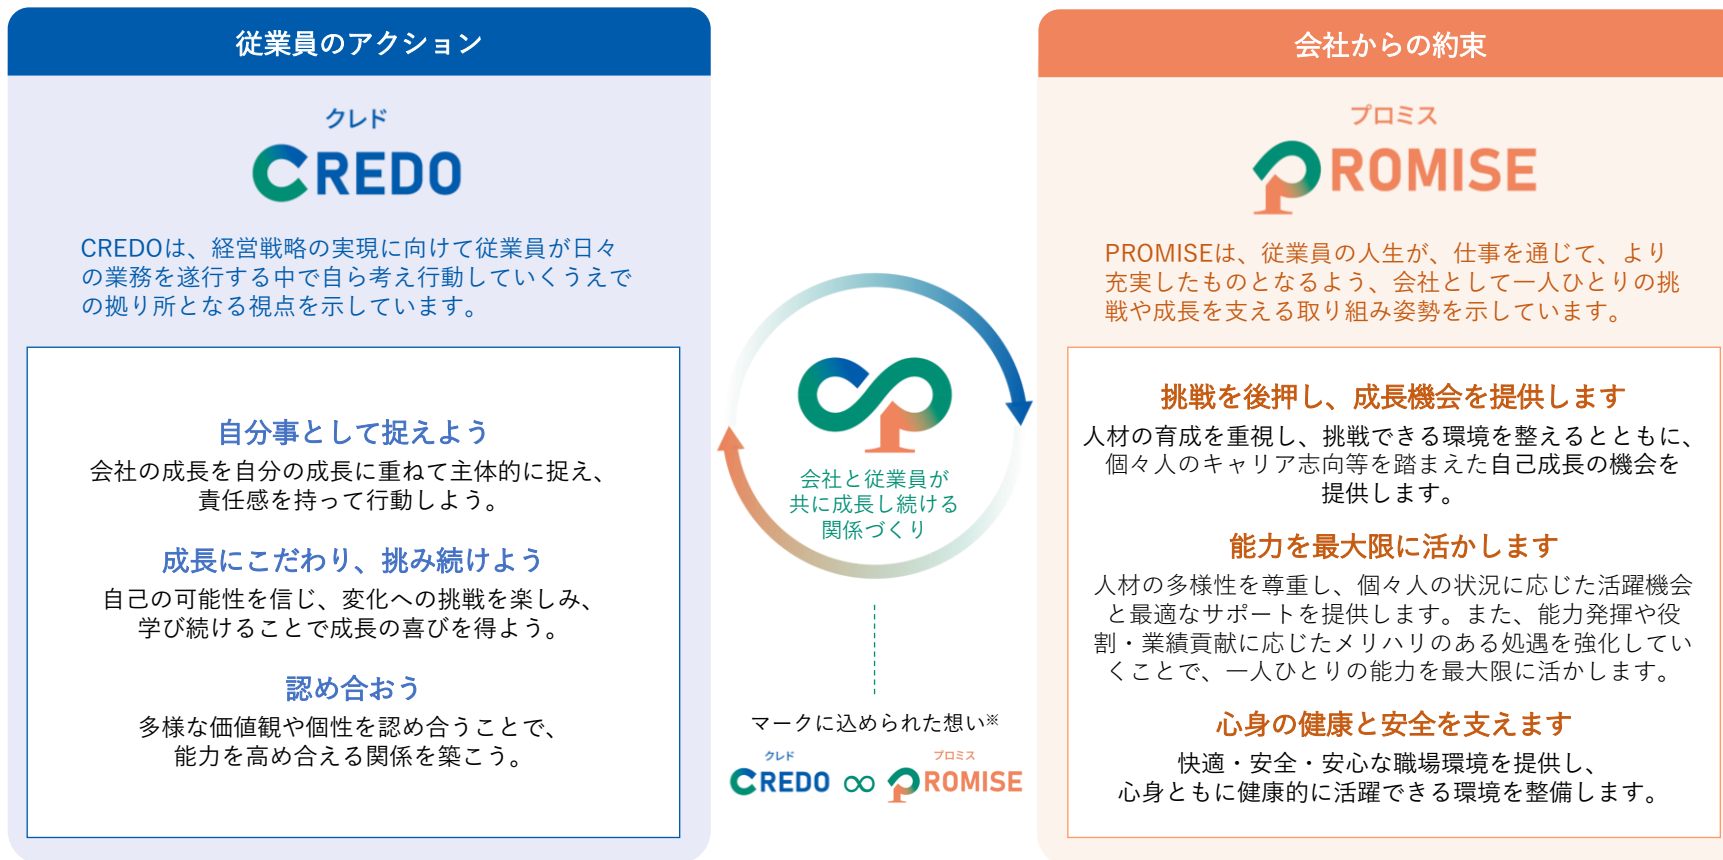 従業員のアクション
クレド
CREDO
CREDOは、経営戦略の実現に向けて従業員が日々
の業務を遂行する中で自ら考え行動していくうえで
の拠り所となる視点を示しています。
自分事として捉えよう
会社の成長を自分の成長に重ねて主体的に捉え、
責任感を持って行動しよう。
成長にこだわり、挑み続けよう
自己の可能性を信じ、変化への挑戦を楽しみ、
学び続けることで成長の喜びを得よう。
認め合おう
多様な価値観や個性を認め合うことで、
能力を高め合える関係を築こう。
会社と従業員が
共に成長し続ける
関係づくり
マークに込められた想い※
クレド プロミス
CREDO ∞ PROMISE
会社からの約束
プロミス
PROMISE
PROMISEは、従業員の人生が、仕事を通じて、より
充実したものとなるよう、会社として一人ひとりの挑
戦や成長を支える取り組み姿勢を示しています。
挑戦を後押し、成長機会を提供します
人材の育成を重視し、挑戦できる環境を整えるとともに、
個々人のキャリア志向等を踏まえた自己成長の機会を
提供します。
能力を最大限に活かします
人材の多様性を尊重し、個々人の状況に応じた活躍機会
と最適なサポートを提供します。また、能力発揮や役
割・業績貢献に応じたメリハリのある処遇を強化してい
くことで、一人ひとりの能力を最大限に活かします。
心身の健康と安全を支えます
快適・安全・安心な職場環境を提供し、
心身ともに健康的に活躍できる環境を整備します。